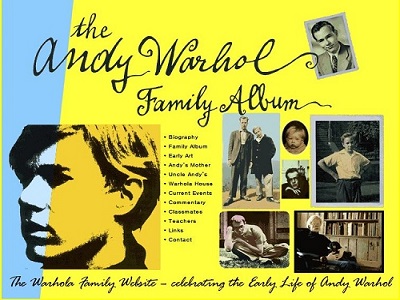 the
Andy Warhol
Family Album
• Biography
• Family Album
• Early Art
• Andy's Mother
• Uncle Andy's
• Warhola House
• Current Events
• Commentary
• Classmates
• Teachers
• Links
• Contact
The Warhola Family Website – celebrating the Early Life of Andy Warhol